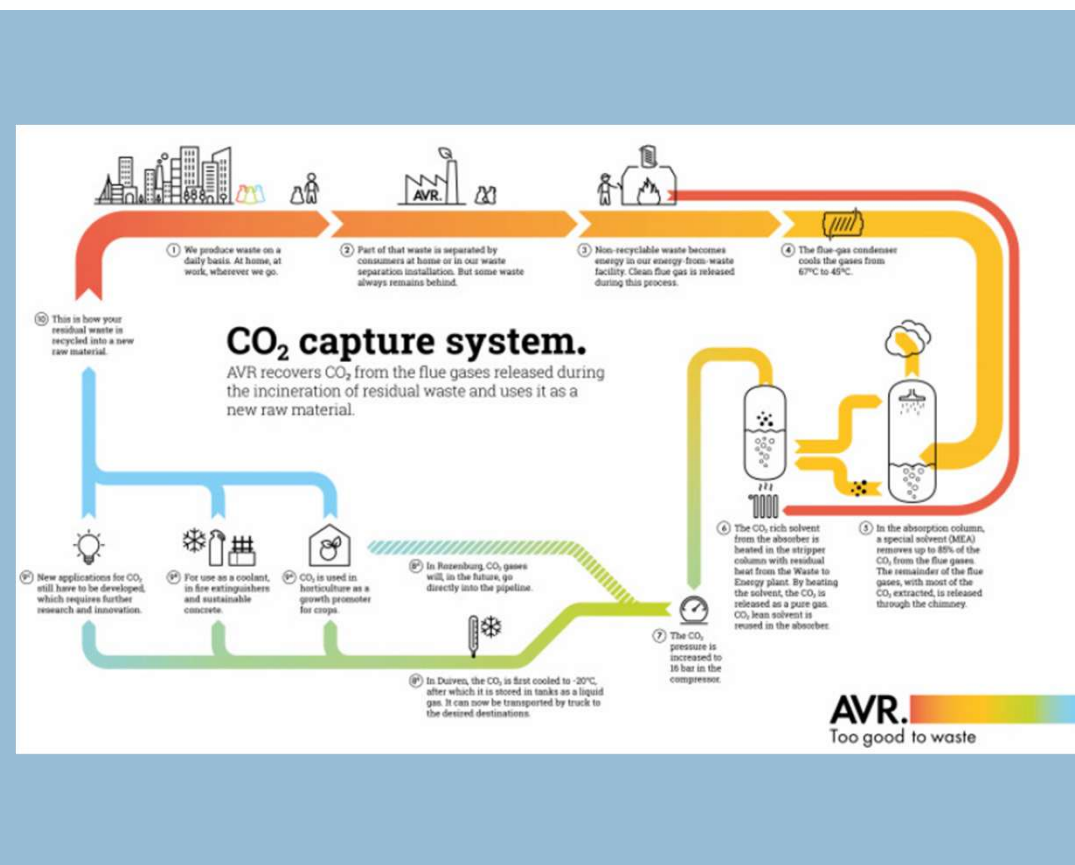 AVR.
① We produce waste on a
daily basis. At home, at
work, wherever we go.
② Part of that waste is separated by
consumers at home or in our waste
separation installation. But some waste
always remains behind.
③ Non-recyclable waste becomes
energy in our energy-from-waste
facility. Clean flue gas is released
during this process.
④ The flue-gas condenser
cools the gases from
67ºC to 45ºC.
⑩ This is how your
residual waste is
recycled into a new
raw material.
CO₂ capture system.
AVR recovers CO₂ from the flue gases released during
the incineration of residual waste and uses it as a
new raw material.
⑤ In the absorption column,
a special solvent (MEA)
removes up to 85% of the
CO₂ from the flue gases.
The remainder of the flue
gases, with most of the
CO₂ extracted, is released
through the chimney.
⑥ The CO₂ rich solvent
from the absorber is
heated in the stripper
column with residual
heat from the Waste to
Energy plant. By heating
the solvent, the CO₂ is
released as a pure gas.
CO₂ lean solvent is
reused in the absorber.
⑦ The CO₂
pressure is
increased to
16 bar in the
compressor.
In Rozenburg, CO₂ gases
will, in the future, go
directly into the pipeline.
In Duiven, the CO₂ is first cooled to -20°C,
after which it is stored in tanks as a liquid
gas. It can now be transported by truck to
the desired destinations.
CO₂ is used in
horticulture as a
growth promoter
for crops.
For use as a coolant,
in fire extinguishers
and sustainable
concrete.
New applications for CO₂
still have to be developed,
which requires further
research and innovation.
AVR.
Too good to waste